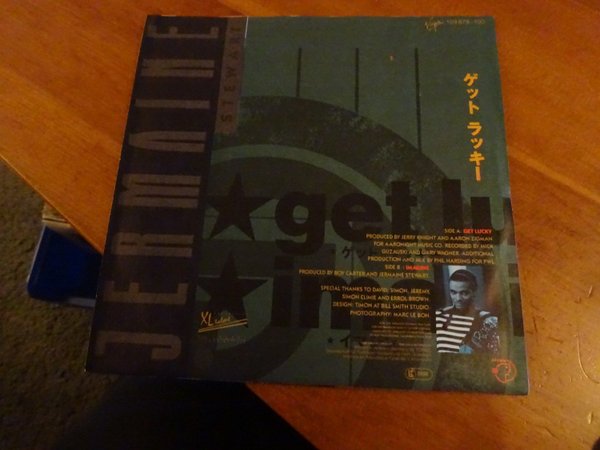 JERMAINE
STEWART
Virgin
ゲット ラッキー
★get lu
SIDE A: GET LUCKY
PRODUCED BY JERRY KNIGHT AND AARON ZIGMAN
FOR AARONIGHT MUSIC CO. RECORDED BY MICK
GUZAUSKI AND GARY WAGNER. ADDITIONAL
PRODUCTION AND MIX BY PHIL HARDING FOR PWL
SIDE B: IMAGINE
PRODUCED BY ROY CARTER AND JERMAINE STEWART.
SPECIAL THANKS TO DAVID, SIMON, JEREMY,
SIMON CLIMIE AND ERROL BROWN.
DESIGN: TIMON AT BILL SMITH STUDIO
PHOTOGRAPHY: MARC LE BON